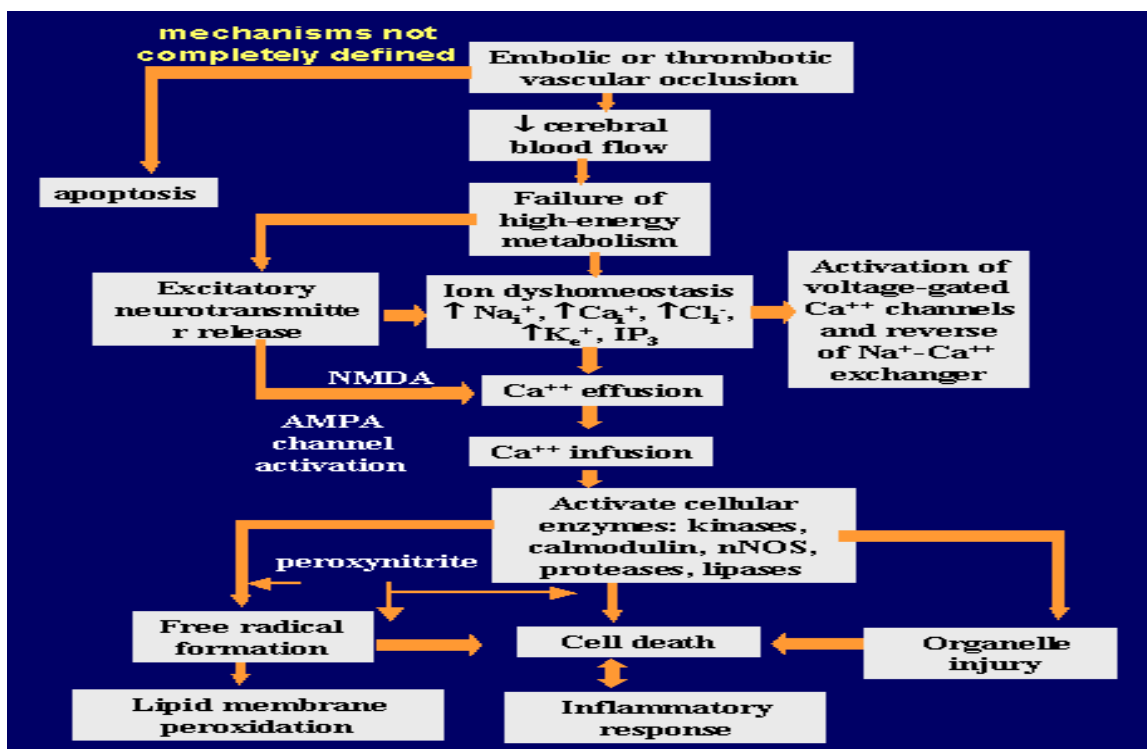 mechanisms not
completely defined
Embolic or thrombotic
vascular occlusion
↓ cerebral
blood flow
apoptosis
Failure of
high-energy
metabolism
Excitatory
neurotransmitte
r release
Ion dyshomeostasis
↑ Naᵢ⁺, ↑Caᵢ⁺, ↑Clᵢ⁻,
↑Kₑ⁺, IP₃
Activation of
voltage-gated
Ca⁺⁺ channels
and reverse
of Na⁺-Ca⁺⁺
exchanger
NMDA
Ca⁺⁺ effusion
AMPA
channel
activation
Ca⁺⁺ infusion
Activate cellular
enzymes: kinases,
calmodulin, nNOS,
proteases, lipases
peroxynitrite
Free radical
formation
Cell death
Organelle
injury
Lipid membrane
peroxidation
Inflammatory
response